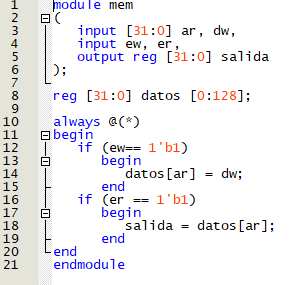 1 module mem
2 (
3 input [31:0] ar, dw,
4 input ew, er,
5 output reg [31:0] salida
6 );
7
8 reg [31:0] datos [0:128];
9
10 always @(*)
11 begin
12 if (ew== 1'b1)
13 begin
14 datos[ar] = dw;
15 end
16 if (er == 1'b1)
17 begin
18 salida = datos[ar];
19 end
20 end
21 endmodule